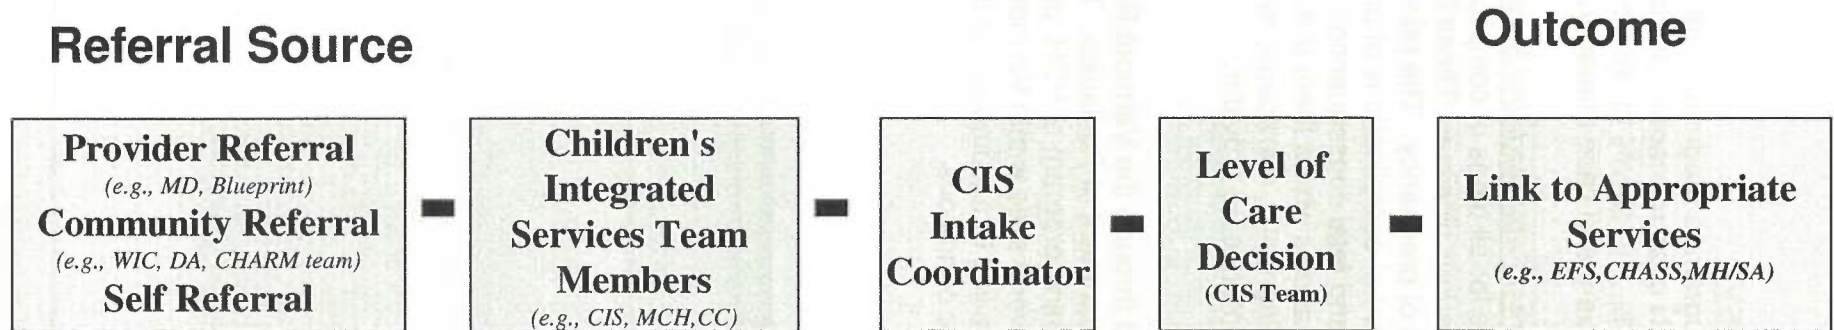 Referral Source
Outcome
Provider Referral
(e.g., MD, Blueprint)
Community Referral
(e.g., WIC, DA, CHARM team)
Self Referral
Children's
Integrated
Services Team
Members
(e.g., CIS, MCH,CC)
CIS
Intake
Coordinator
Level of
Care
Decision
(CIS Team)
Link to Appropriate
Services
(e.g., EFS,CHASS,MH/SA)